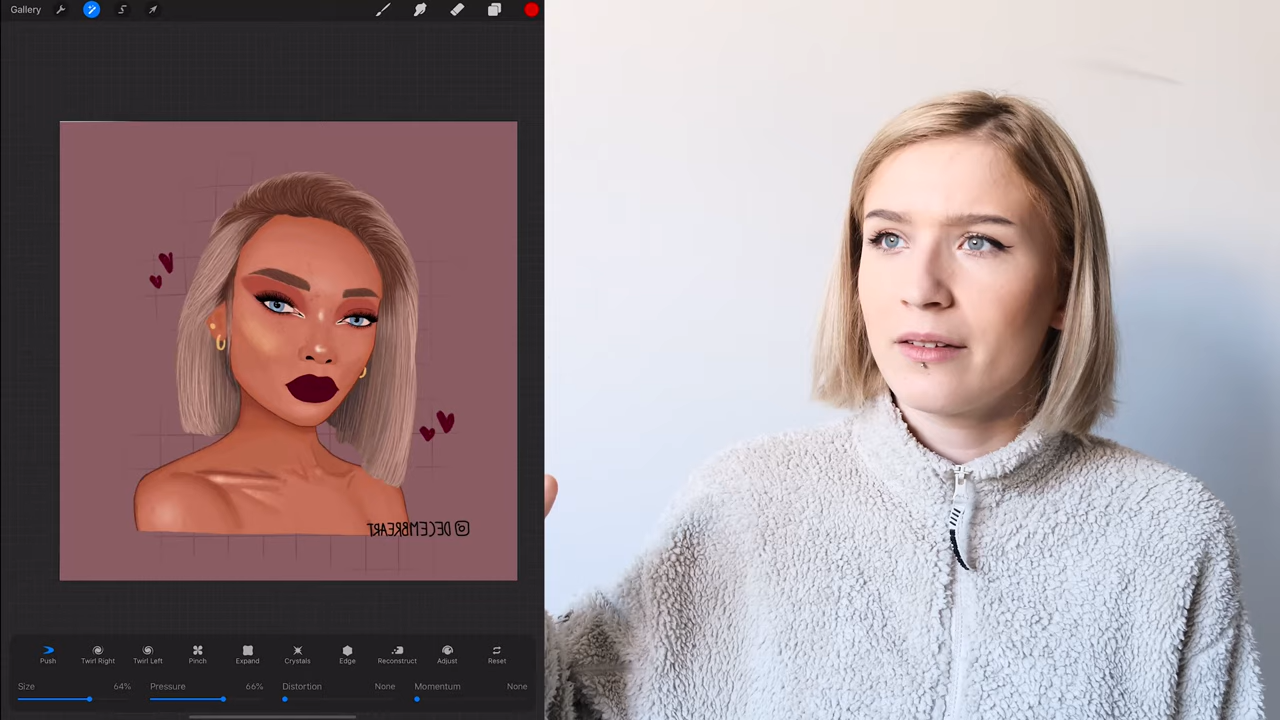 Gallery
@DECEMBREART
Push Twirl Right Twirl Left Pinch Expand Crystals Edge Reconstruct Adjust Reset
Size 64% Pressure 66% Distortion None Momentum None